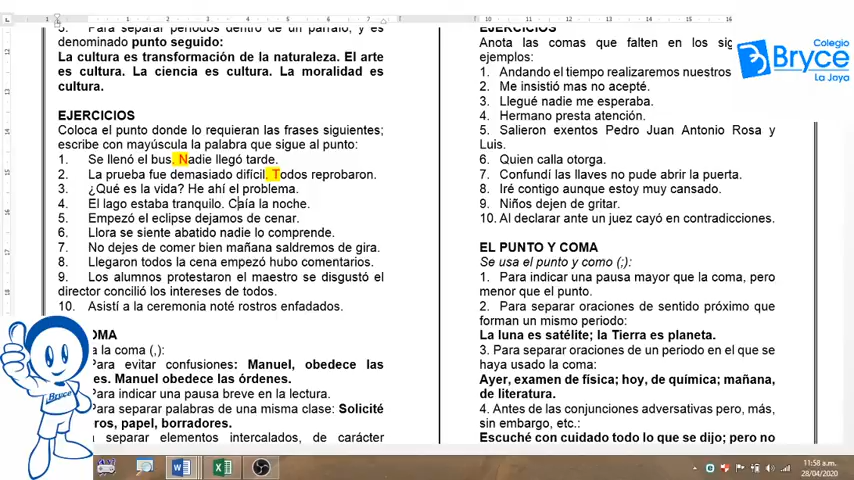 1
1
2
3
4
5
6
7
10
11
12
13
14
15
16
3. Para separar períodos dentro de un párrafo, y es
denominado punto seguido:
La cultura es transformación de la naturaleza. El arte
es cultura. La ciencia es cultura. La moralidad es
cultura.
EJERCICIOS
Coloca el punto donde lo requieran las frases siguientes;
escribe con mayúscula la palabra que sigue al punto:
1. Se llenó el bus. Nadie llegó tarde.
2. La prueba fue demasiado difícil. Todos reprobaron.
3. ¿Qué es la vida? He ahí el problema.
4. El lago estaba tranquilo. Caía la noche.
5. Empezó el eclipse dejamos de cenar.
6. Llora se siente abatido nadie lo comprende.
7. No dejes de comer bien mañana saldremos de gira.
8. Llegaron todos la cena empezó hubo comentarios.
9. Los alumnos protestaron el maestro se disgustó el
director concilió los intereses de todos.
10. Asistí a la ceremonia noté rostros enfadados.
OMA
a la coma (,):
Para evitar confusiones: Manuel, obedece las
es. Manuel obedece las órdenes.
Para indicar una pausa breve en la lectura.
Para separar palabras de una misma clase: Solicité
ros, papel, borradores.
separar elementos intercalados, de carácter
EJERCICIOS
Anota las comas que falten en los sig
ejemplos:
1. Andando el tiempo realizaremos nuestros
2. Me insistió mas no acepté.
3. Llegué nadie me esperaba.
4. Hermano presta atención.
5. Salieron exentos Pedro Juan Antonio Rosa y
Luis.
6. Quien calla otorga.
7. Confundí las llaves no pude abrir la puerta.
8. Iré contigo aunque estoy muy cansado.
9. Niños dejen de gritar.
10. Al declarar ante un juez cayó en contradicciones.
EL PUNTO Y COMA
Se usa el punto y como (;):
1. Para indicar una pausa mayor que la coma, pero
menor que el punto.
2. Para separar oraciones de sentido próximo que
forman un mismo periodo:
La luna es satélite; la Tierra es planeta.
3. Para separar oraciones de un periodo en el que se
haya usado la coma:
Ayer, examen de física; hoy, de química; mañana,
de literatura.
4. Antes de las conjunciones adversativas pero, más,
sin embargo, etc.:
Escuché con cuidado todo lo que se dijo; pero no
Colegio
Bryce
La Joya
Bryce
11:58 a.m.
28/04/2020